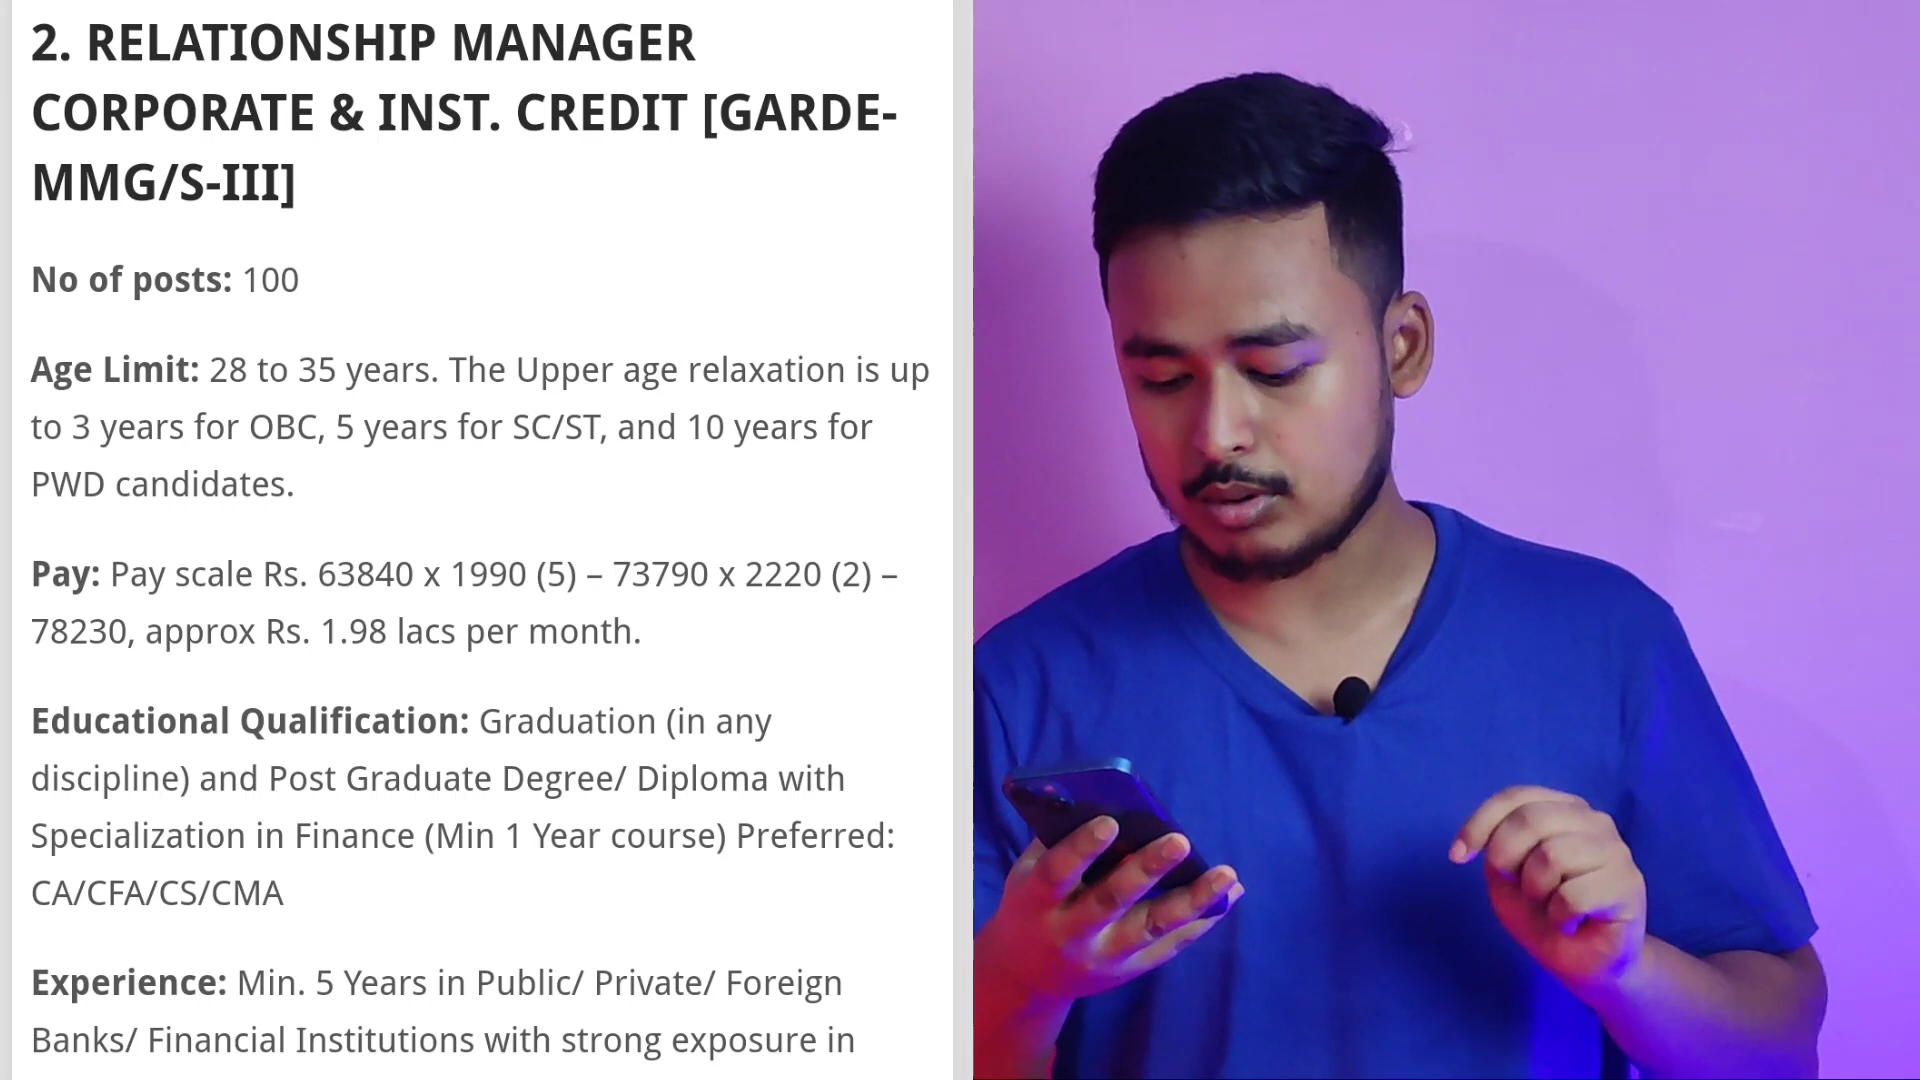 2. RELATIONSHIP MANAGER
CORPORATE & INST. CREDIT [GARDE-
MMG/S-III]
No of posts: 100
Age Limit: 28 to 35 years. The Upper age relaxation is up
to 3 years for OBC, 5 years for SC/ST, and 10 years for
PWD candidates.
Pay: Pay scale Rs. 63840 x 1990 (5) – 73790 x 2220 (2) –
78230, approx Rs. 1.98 lacs per month.
Educational Qualification: Graduation (in any
discipline) and Post Graduate Degree/ Diploma with
Specialization in Finance (Min 1 Year course) Preferred:
CA/CFA/CS/CMA
Experience: Min. 5 Years in Public/ Private/ Foreign
Banks/ Financial Institutions with strong exposure in